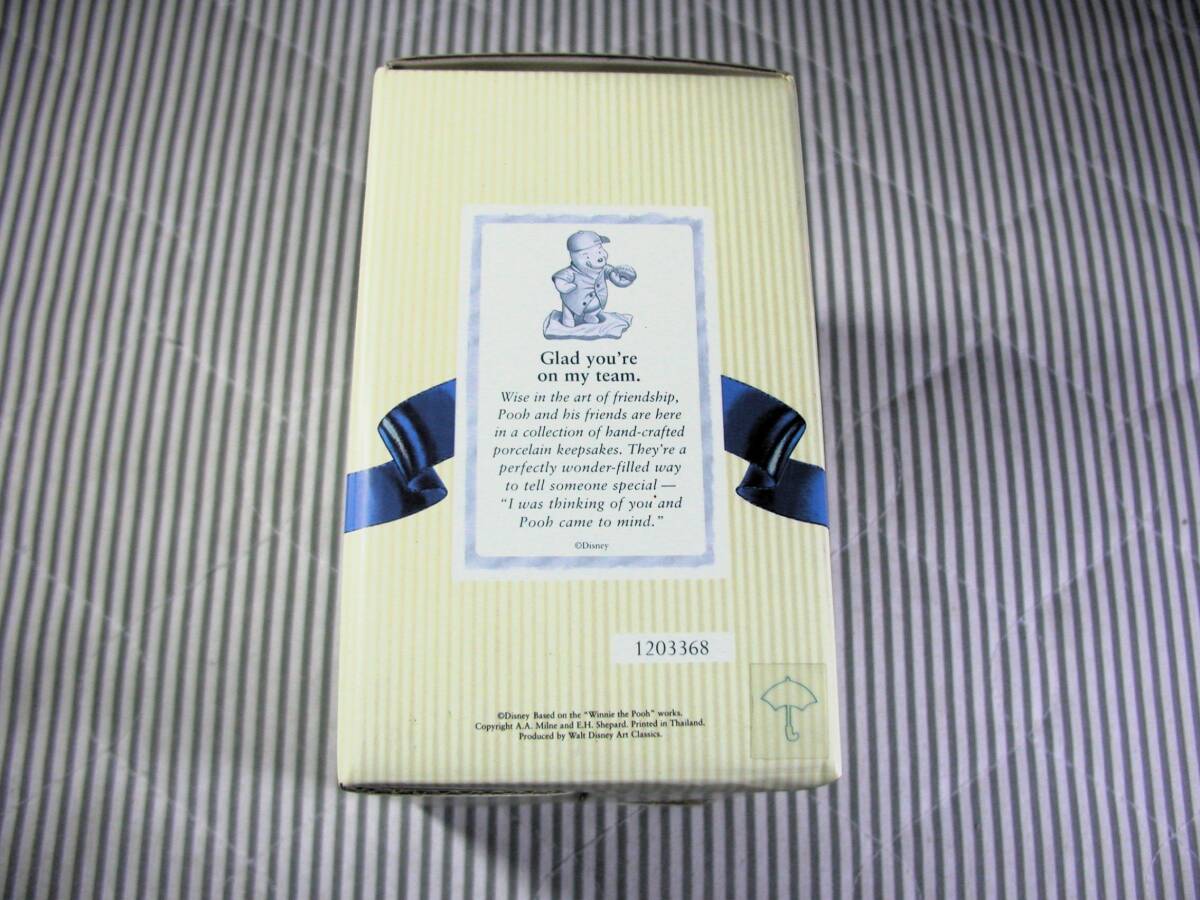 Glad you're
on my team.
Wise in the art of friendship,
Pooh and his friends are here
in a collection of hand-crafted
porcelain keepsakes. They're a
perfectly wonder-filled way
to tell someone special —
"I was thinking of you and
Pooh came to mind."
©Disney
1203368
©Disney Based on the "Winnie the Pooh" works.
Copyright A.A. Milne and E.H. Shepard. Printed in Thailand.
Produced by Walt Disney Art Classics.